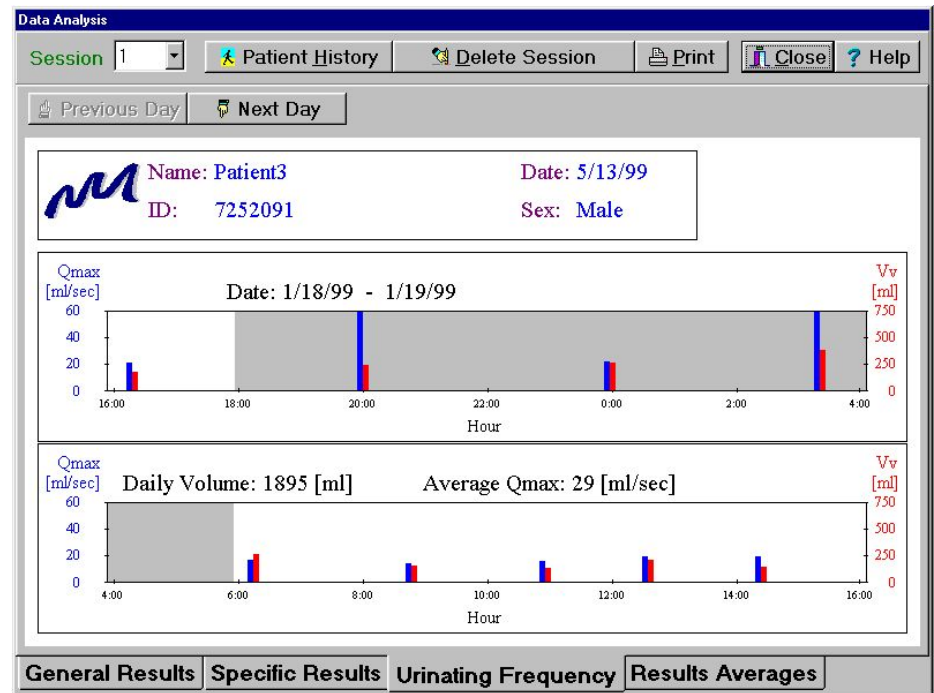 Data Analysis
Session 1 Patient History Delete Session Print Close ? Help
Previous Day Next Day
Name: Patient3 Date: 5/13/99
ID: 7252091 Sex: Male
Qmax Vv
[ml/sec] Date: 1/18/99 - 1/19/99 [ml]
60 750
40 500
20 250
0 0
16:00 18:00 20:00 22:00 0:00 2:00 4:00
Hour
Qmax Vv
[ml/sec] Daily Volume: 1895 [ml] Average Qmax: 29 [ml/sec] [ml]
60 750
40 500
20 250
0 0
4:00 6:00 8:00 10:00 12:00 14:00 16:00
Hour
General Results Specific Results Urinating Frequency Results Averages